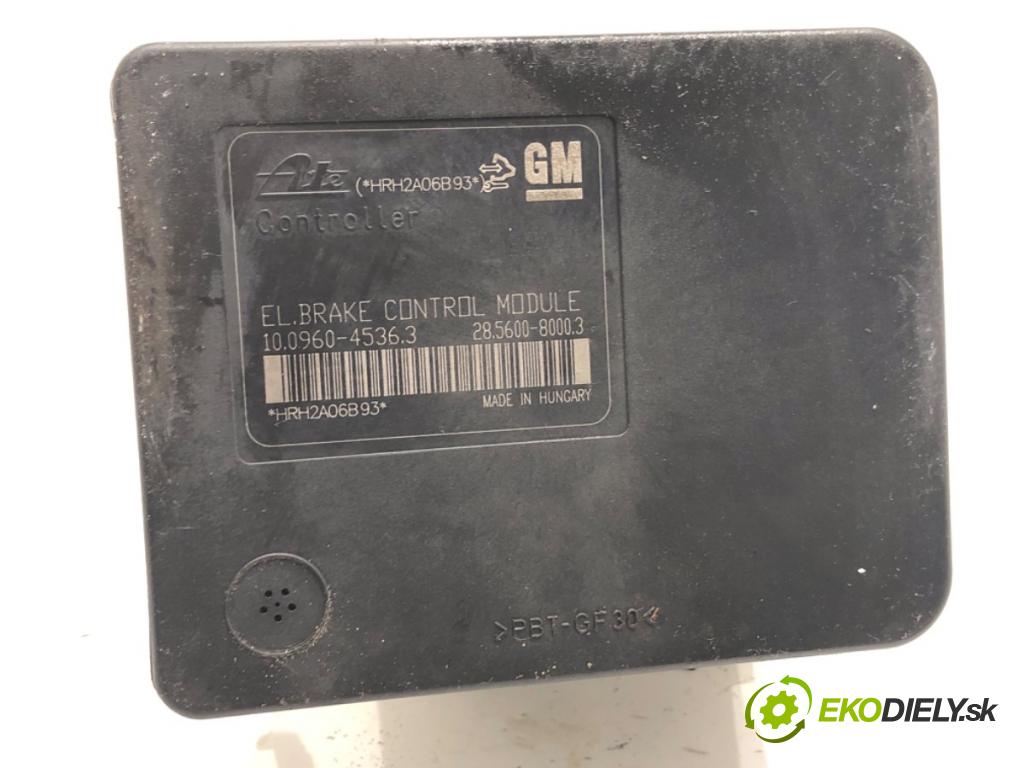 Ate (*HRH2A06B93*) GM
Controller
EL.BRAKE CONTROL MODULE
10.0960-4536.3 28.5600-8000.3
*HRH2A06B93* MADE IN HUNGARY
>PBT-GF30<
EKODIELY.sk